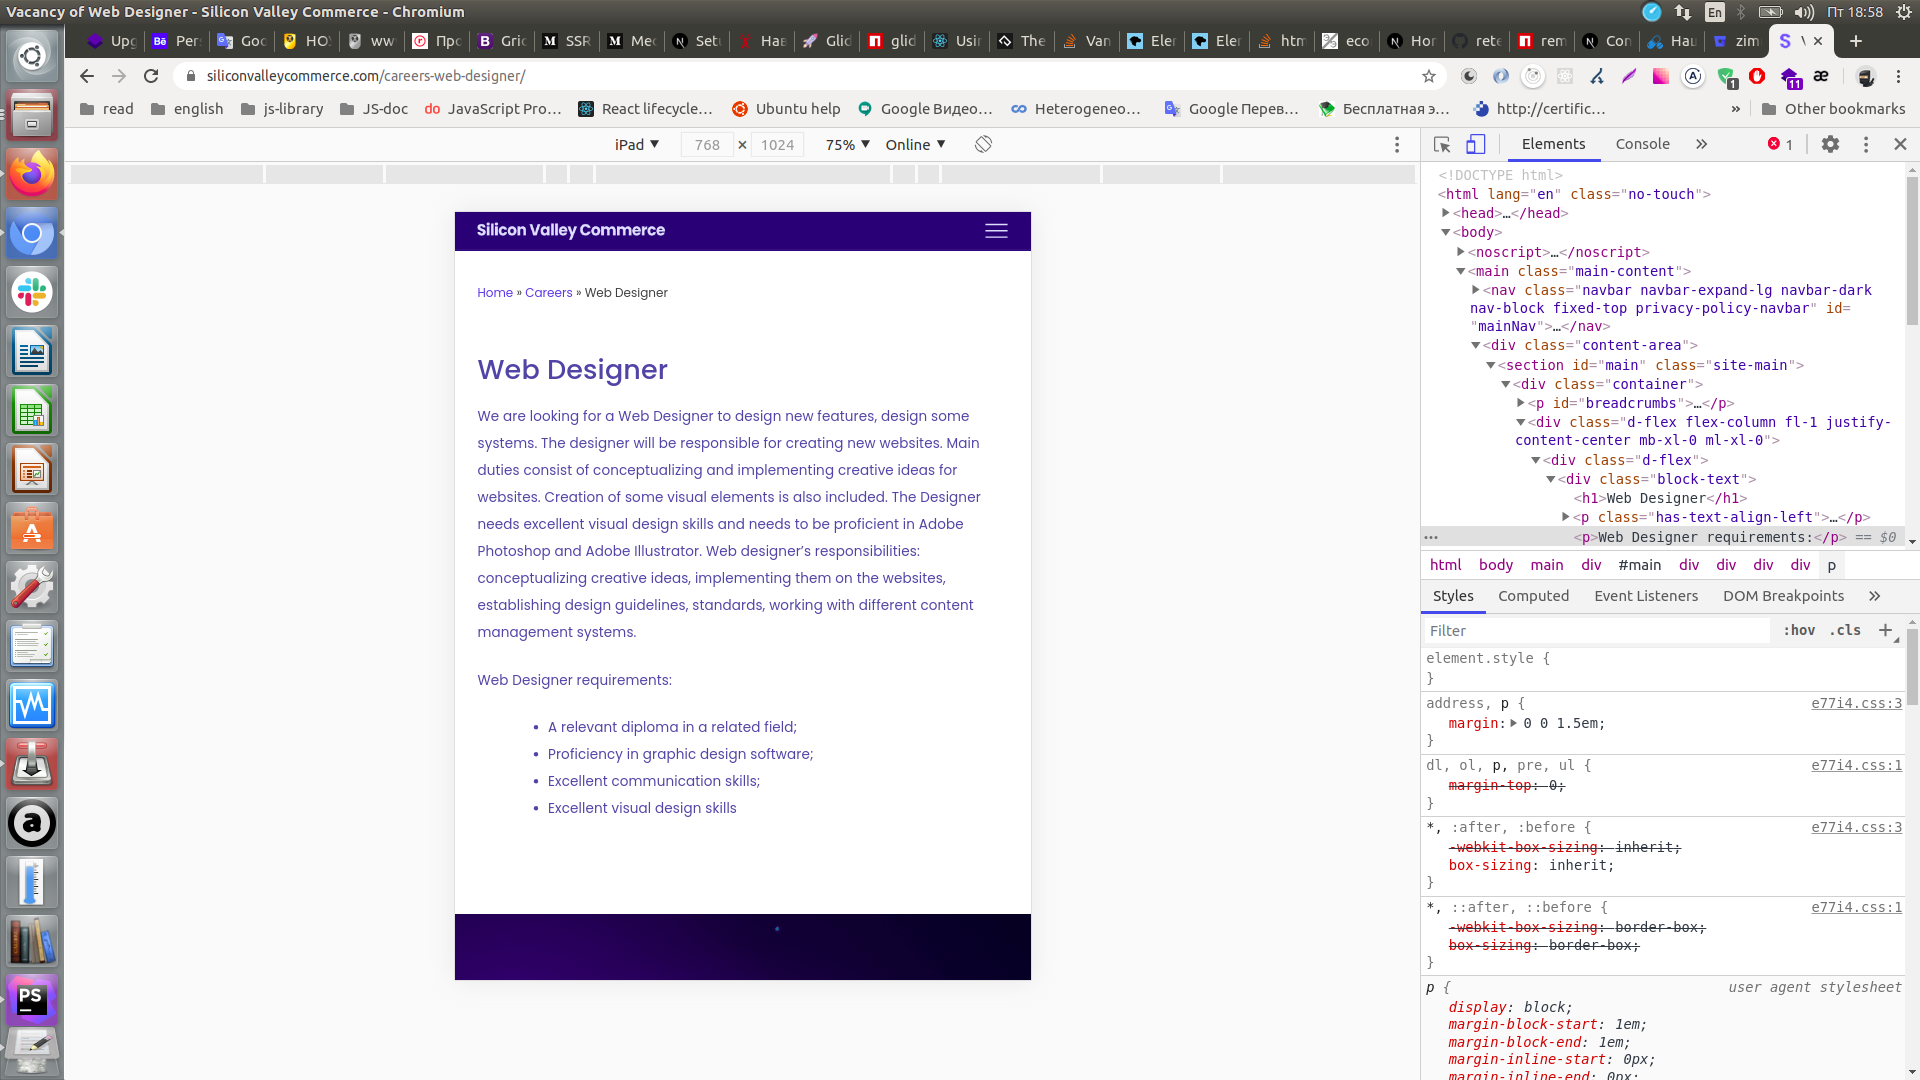 Vacancy of Web Designer - Silicon Valley Commerce - Chromium
En
Пт 18:58
Upg
Per
Goc
НО
ww
Про
Gric
SSR
Mec
Setu
Нав
Glid
glid
Usin
The
Van
Eler
Eler
htm
eco
Hor
rete
rem
Con
Наш
zim
siliconvalleycommerce.com/careers-web-designer/
1
11
read
english
js-library
JS-doc
JavaScript Pro…
React lifecycle…
Ubuntu help
Google Видео…
Heterogeneo…
Google Перев…
Бесплатная э…
http://certific…
»
Other bookmarks
iPad ▼
768 × 1024
75% ▼
Online ▼
Elements
Console
»
1
Silicon Valley Commerce
Home » Careers » Web Designer
Web Designer
We are looking for a Web Designer to design new features, design some
systems. The designer will be responsible for creating new websites. Main
duties consist of conceptualizing and implementing creative ideas for
websites. Creation of some visual elements is also included. The Designer
needs excellent visual design skills and needs to be proficient in Adobe
Photoshop and Adobe Illustrator. Web designer’s responsibilities:
conceptualizing creative ideas, implementing them on the websites,
establishing design guidelines, standards, working with different content
management systems.
Web Designer requirements:
• A relevant diploma in a related field;
• Proficiency in graphic design software;
• Excellent communication skills;
• Excellent visual design skills
<!DOCTYPE html>
<html lang="en" class="no-touch">
▶<head>…</head>
▼<body>
▶<noscript>…</noscript>
▼<main class="main-content">
▶<nav class="navbar navbar-expand-lg navbar-dark
nav-block fixed-top privacy-policy-navbar" id=
"mainNav">…</nav>
▼<div class="content-area">
▼<section id="main" class="site-main">
▼<div class="container">
▶<p id="breadcrumbs">…</p>
▼<div class="d-flex flex-column fl-1 justify-
content-center mb-xl-0 ml-xl-0">
▼<div class="d-flex">
▼<div class="block-text">
<h1>Web Designer</h1>
▶<p class="has-text-align-left">…</p>
<p>Web Designer requirements:</p> == $0
html body main div #main div div div div p
Styles
Computed
Event Listeners
DOM Breakpoints
»
Filter
:hov .cls +
element.style {
}
address, p { e77i4.css:3
margin:▶ 0 0 1.5em;
}
dl, ol, p, pre, ul { e77i4.css:1
margin-top: 0;
}
*, :after, :before { e77i4.css:3
-webkit-box-sizing: inherit;
box-sizing: inherit;
}
*, ::after, ::before { e77i4.css:1
-webkit-box-sizing: border-box;
box-sizing: border-box;
}
p { user agent stylesheet
display: block;
margin-block-start: 1em;
margin-block-end: 1em;
margin-inline-start: 0px;
margin-inline-end: 0px;
PS